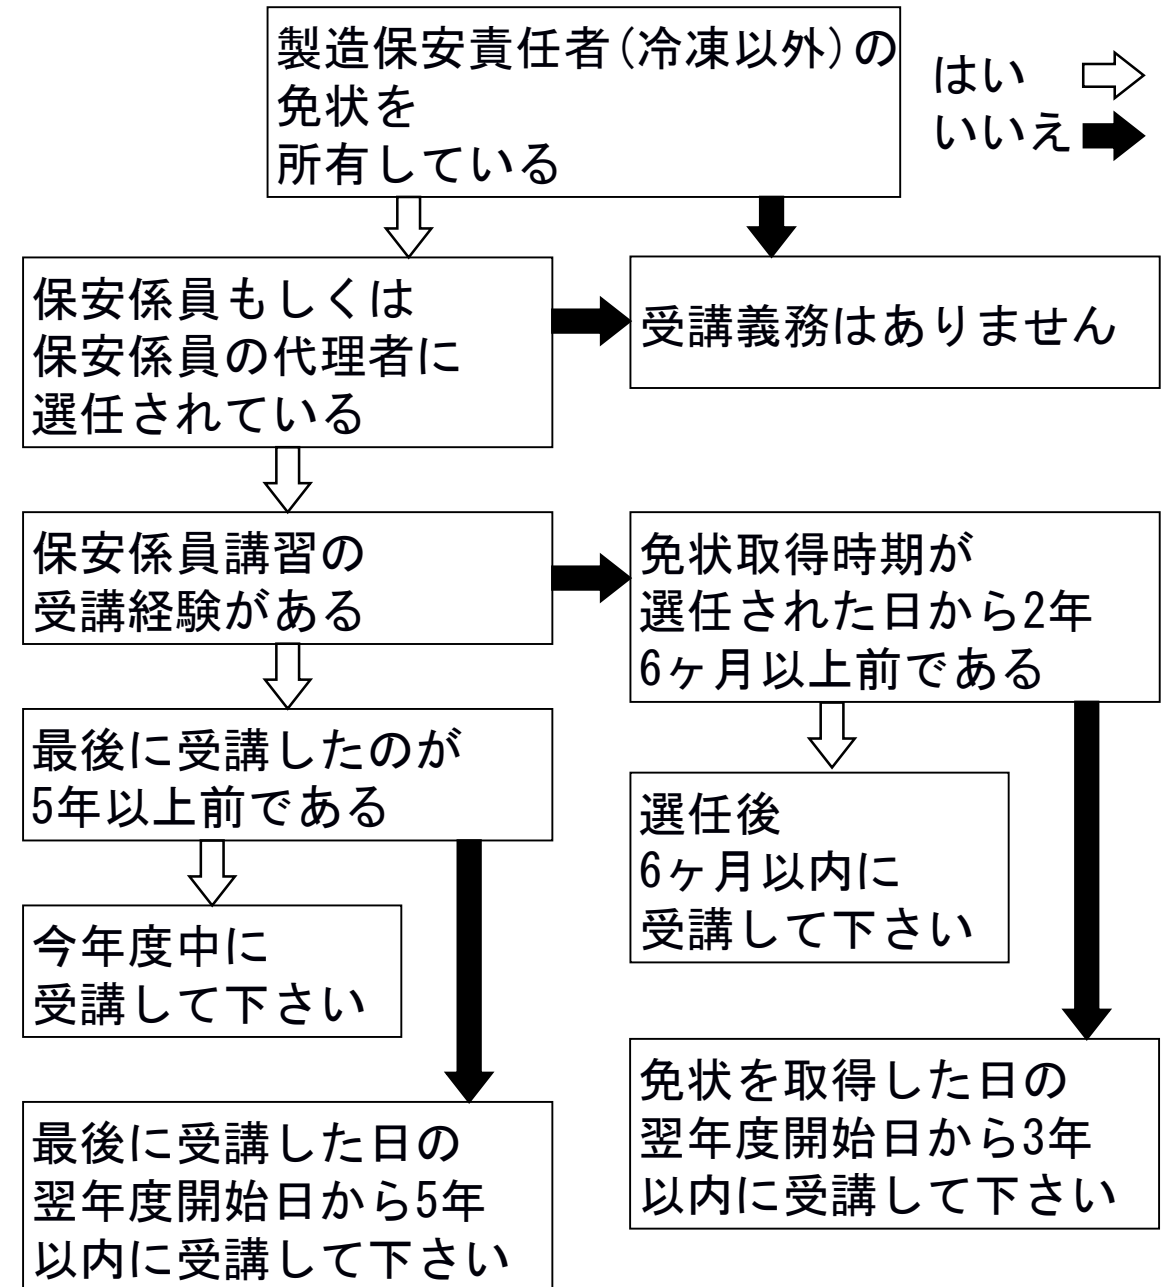 製造保安責任者(冷凍以外)の
免状を
所有している
はい
いいえ
保安係員もしくは
保安係員の代理者に
選任されている
受講義務はありません
保安係員講習の
受講経験がある
免状取得時期が
選任された日から2年
6ヶ月以上前である
最後に受講したのが
5年以上前である
選任後
6ヶ月以内に
受講して下さい
今年度中に
受講して下さい
免状を取得した日の
翌年度開始日から3年
以内に受講して下さい
最後に受講した日の
翌年度開始日から5年
以内に受講して下さい